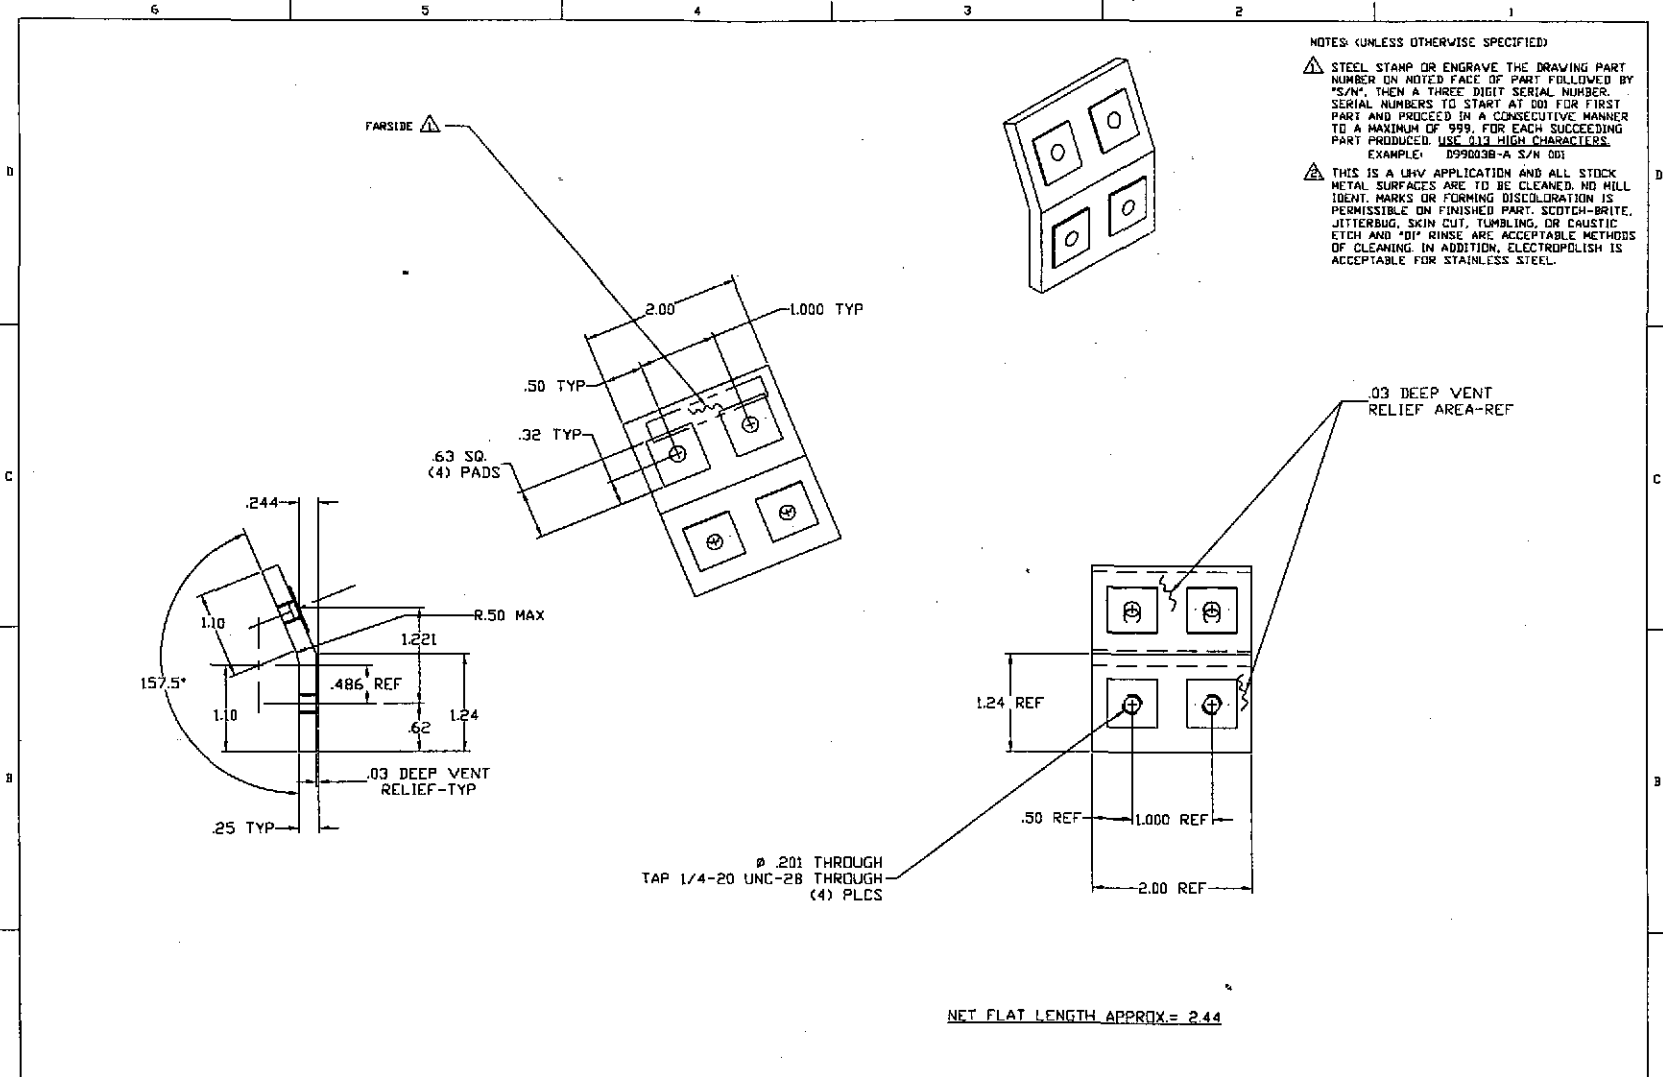 6 5 4 3 2 1
NOTES: (UNLESS OTHERWISE SPECIFIED)
1 STEEL STAMP OR ENGRAVE THE DRAWING PART
NUMBER ON NOTED FACE OF PART FOLLOWED BY
"S/N", THEN A THREE DIGIT SERIAL NUMBER.
SERIAL NUMBERS TO START AT 001 FOR FIRST
PART AND PROCEED IN A CONSECUTIVE MANNER
TO A MAXIMUM OF 999, FOR EACH SUCCEEDING
PART PRODUCED. USE 0.13 HIGH CHARACTERS.
EXAMPLE: D990038-A S/N 001
2 THIS IS A UHV APPLICATION AND ALL STOCK
METAL SURFACES ARE TO BE CLEANED. NO MILL
IDENT. MARKS OR FORMING DISCOLORATION IS
PERMISSIBLE ON FINISHED PART. SCOTCH-BRITE,
JITTERBUG, SKIN CUT, TUMBLING, OR CAUSTIC
ETCH AND "DI" RINSE ARE ACCEPTABLE METHODS
OF CLEANING. IN ADDITION, ELECTROPOLISH IS
ACCEPTABLE FOR STAINLESS STEEL.
FARSIDE 1
D
D
2.00
1.000 TYP
.50 TYP
.32 TYP
.63 SQ.
(4) PADS
.03 DEEP VENT
RELIEF AREA-REF
C
C
.244
R.50 MAX
1.10
1.221
157.5°
.486 REF
1.10
.62
1.24
.03 DEEP VENT
RELIEF-TYP
.25 TYP
1.24 REF
B
B
.50 REF
1.000 REF
2.00 REF
ø .201 THROUGH
TAP 1/4-20 UNC-2B THROUGH
(4) PLCS
NET FLAT LENGTH APPROX.= 2.44